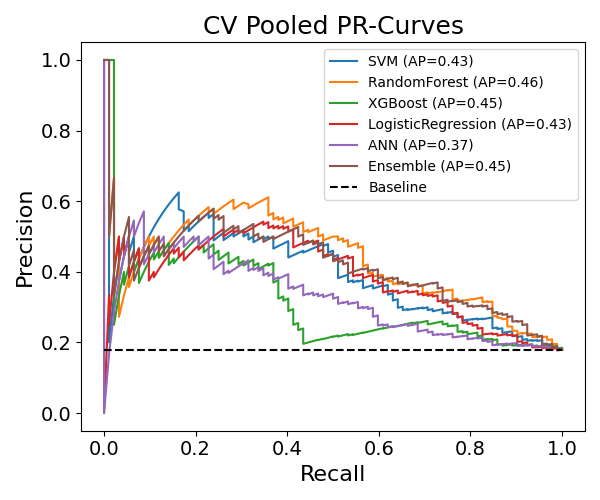 CV Pooled PR-Curves
1.0
0.8
0.6
0.4
0.2
0.0
Precision
SVM (AP=0.43)
RandomForest (AP=0.46)
XGBoost (AP=0.45)
LogisticRegression (AP=0.43)
ANN (AP=0.37)
Ensemble (AP=0.45)
Baseline
0.0 0.2 0.4 0.6 0.8 1.0
Recall